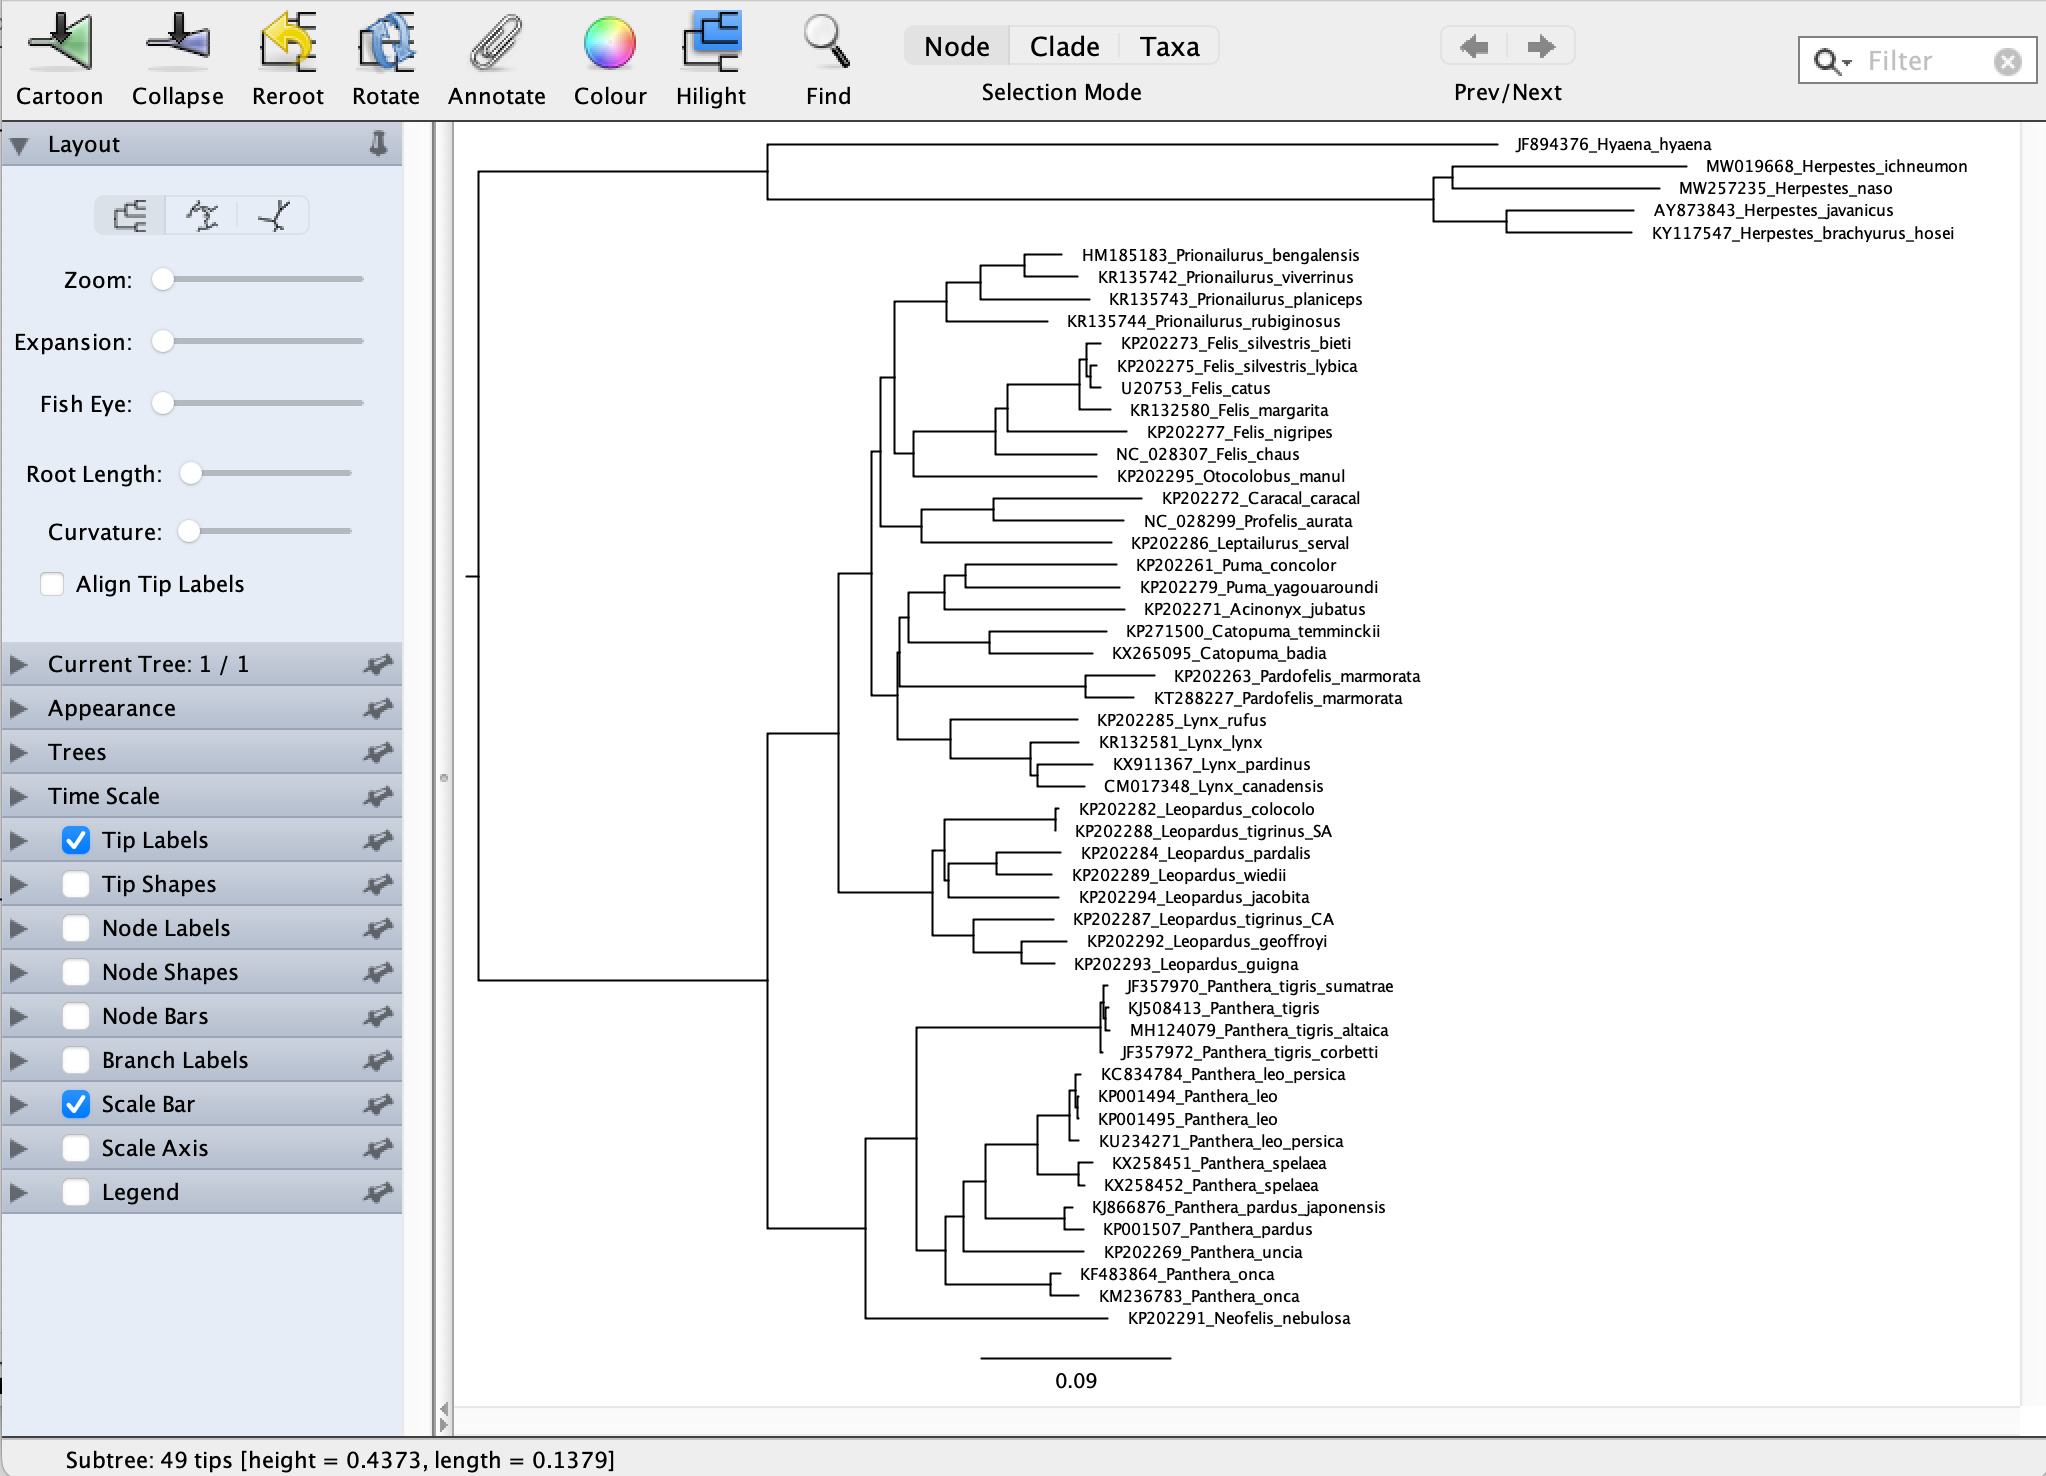 Cartoon Collapse Reroot Rotate Annotate Colour Hilight Find
Node Clade Taxa
Selection Mode
Prev/Next
Filter
Layout
Zoom:
Expansion:
Fish Eye:
Root Length:
Curvature:
Align Tip Labels
Current Tree: 1 / 1
Appearance
Trees
Time Scale
Tip Labels
Tip Shapes
Node Labels
Node Shapes
Node Bars
Branch Labels
Scale Bar
Scale Axis
Legend
JF894376_Hyaena_hyaena
MW019668_Herpestes_ichneumon
MW257235_Herpestes_naso
AY873843_Herpestes_javanicus
KY117547_Herpestes_brachyurus_hosei
HM185183_Prionailurus_bengalensis
KR135742_Prionailurus_viverrinus
KR135743_Prionailurus_planiceps
KR135744_Prionailurus_rubiginosus
KP202273_Felis_silvestris_bieti
KP202275_Felis_silvestris_lybica
U20753_Felis_catus
KR132580_Felis_margarita
KP202277_Felis_nigripes
NC_028307_Felis_chaus
KP202295_Otocolobus_manul
KP202272_Caracal_caracal
NC_028299_Profelis_aurata
KP202286_Leptailurus_serval
KP202261_Puma_concolor
KP202279_Puma_yagouaroundi
KP202271_Acinonyx_jubatus
KP271500_Catopuma_temminckii
KX265095_Catopuma_badia
KP202263_Pardofelis_marmorata
KT288227_Pardofelis_marmorata
KP202285_Lynx_rufus
KR132581_Lynx_lynx
KX911367_Lynx_pardinus
CM017348_Lynx_canadensis
KP202282_Leopardus_colocolo
KP202288_Leopardus_tigrinus_SA
KP202284_Leopardus_pardalis
KP202289_Leopardus_wiedii
KP202294_Leopardus_jacobita
KP202287_Leopardus_tigrinus_CA
KP202292_Leopardus_geoffroyi
KP202293_Leopardus_guigna
JF357970_Panthera_tigris_sumatrae
KJ508413_Panthera_tigris
MH124079_Panthera_tigris_altaica
JF357972_Panthera_tigris_corbetti
KC834784_Panthera_leo_persica
KP001494_Panthera_leo
KP001495_Panthera_leo
KU234271_Panthera_leo_persica
KX258451_Panthera_spelaea
KX258452_Panthera_spelaea
KJ866876_Panthera_pardus_japonensis
KP001507_Panthera_pardus
KP202269_Panthera_uncia
KF483864_Panthera_onca
KM236783_Panthera_onca
KP202291_Neofelis_nebulosa
0.09
Subtree: 49 tips [height = 0.4373, length = 0.1379]